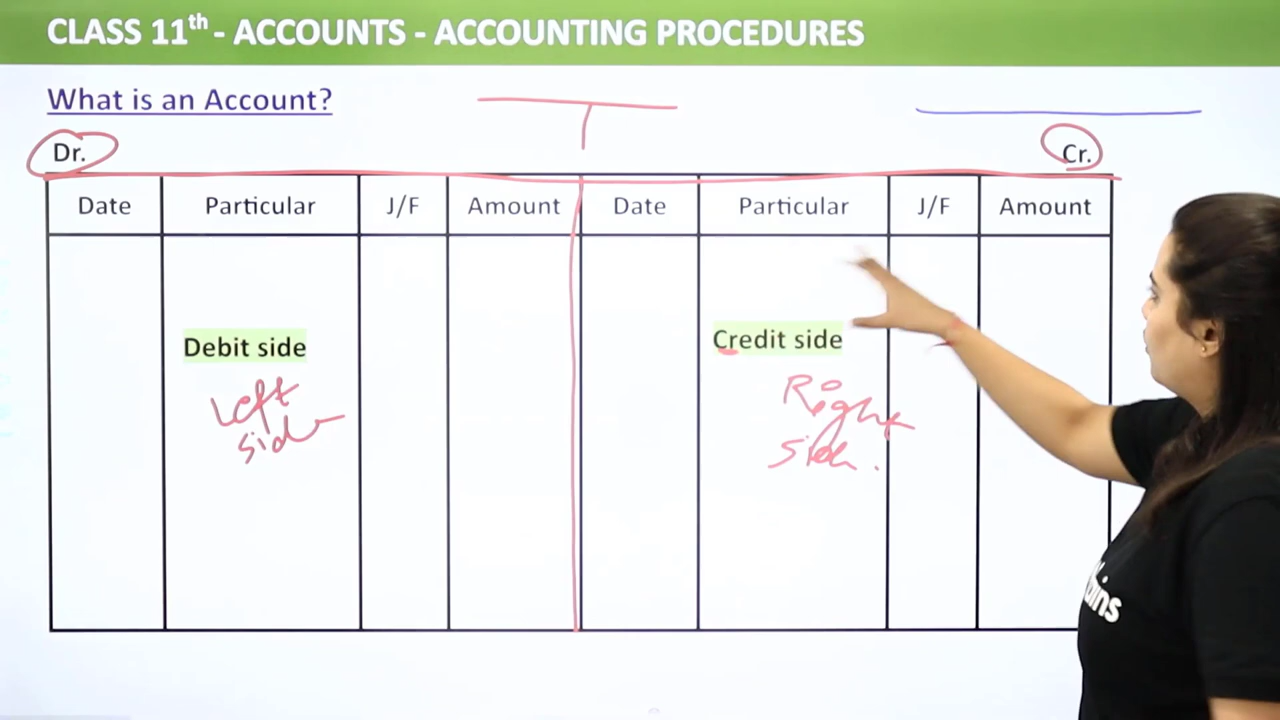 CLASS 11th - ACCOUNTS - ACCOUNTING PROCEDURES
What is an Account?
Dr. Cr.
Date Particular J/F Amount Date Particular J/F Amount
Debit side Credit side
Left Right
side side.